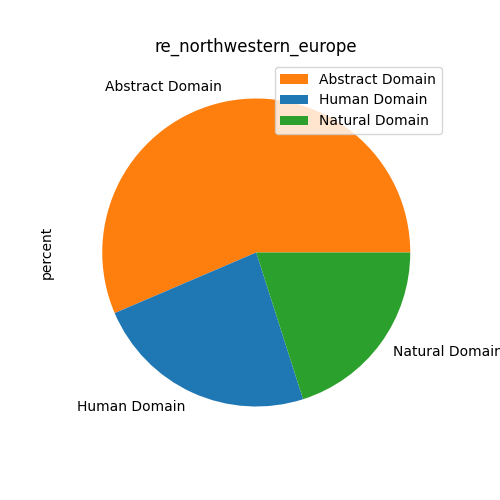 re_northwestern_europe
Abstract Domain
Abstract Domain
Human Domain
Natural Domain
percent
Natural Domain
Human Domain